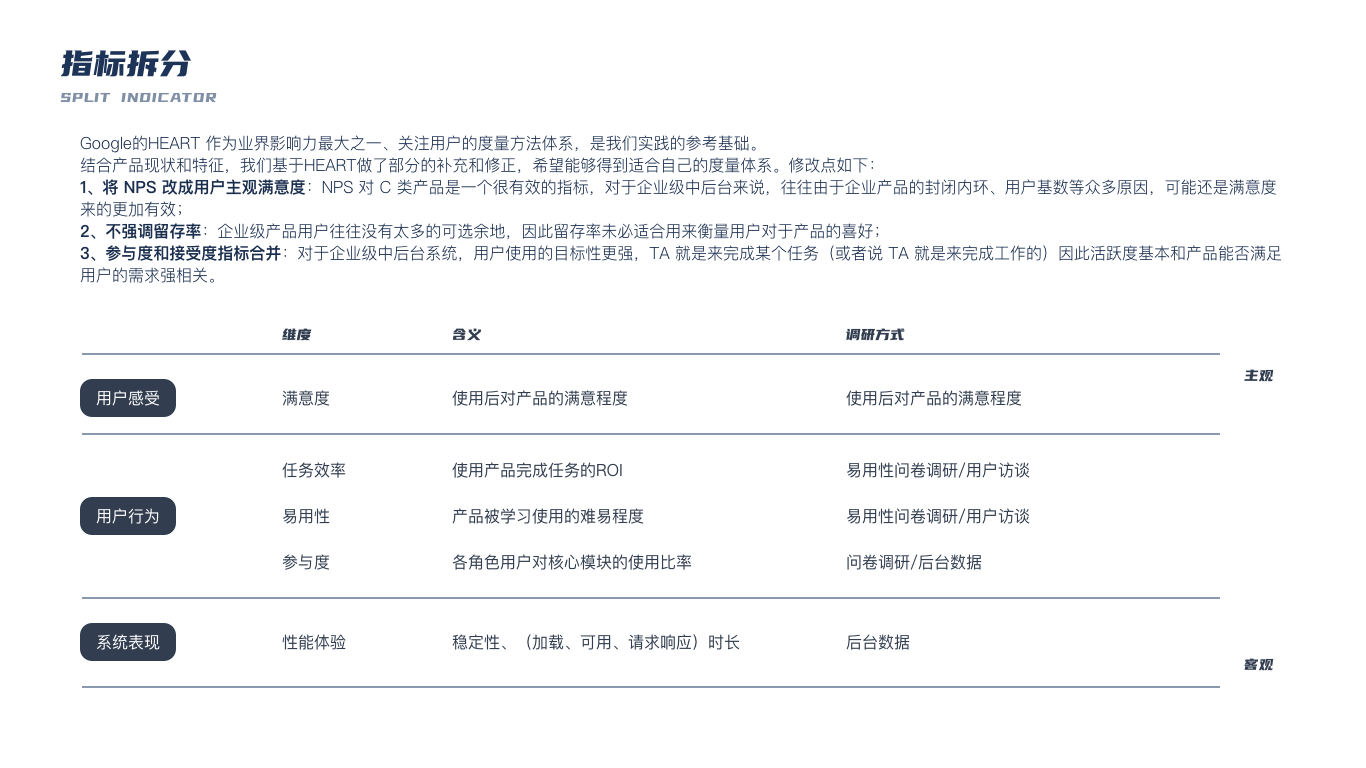 指标拆分
SPLIT INDICATOR
Google的HEART 作为业界影响力最大之一、关注用户的度量方法体系，是我们实践的参考基础。
结合产品现状和特征，我们基于HEART做了部分的补充和修正，希望能够得到适合自己的度量体系。修改点如下：
1、将 NPS 改成用户主观满意度：NPS 对 C 类产品是一个很有效的指标，对于企业级中后台来说，往往由于企业产品的封闭内环、用户基数等众多原因，可能还是满意度
来的更加有效；
2、不强调留存率：企业级产品用户往往没有太多的可选余地，因此留存率未必适合用来衡量用户对于产品的喜好；
3、参与度和接受度指标合并：对于企业级中后台系统，用户使用的目标性更强，TA 就是来完成某个任务（或者说 TA 就是来完成工作的）因此活跃度基本和产品能否满足
用户的需求强相关。
维度 含义 调研方式
主观
用户感受 满意度 使用后对产品的满意程度 使用后对产品的满意程度
任务效率 使用产品完成任务的ROI 易用性问卷调研/用户访谈
用户行为 易用性 产品被学习使用的难易程度 易用性问卷调研/用户访谈
参与度 各角色用户对核心模块的使用比率 问卷调研/后台数据
系统表现 性能体验 稳定性、（加载、可用、请求响应）时长 后台数据
客观